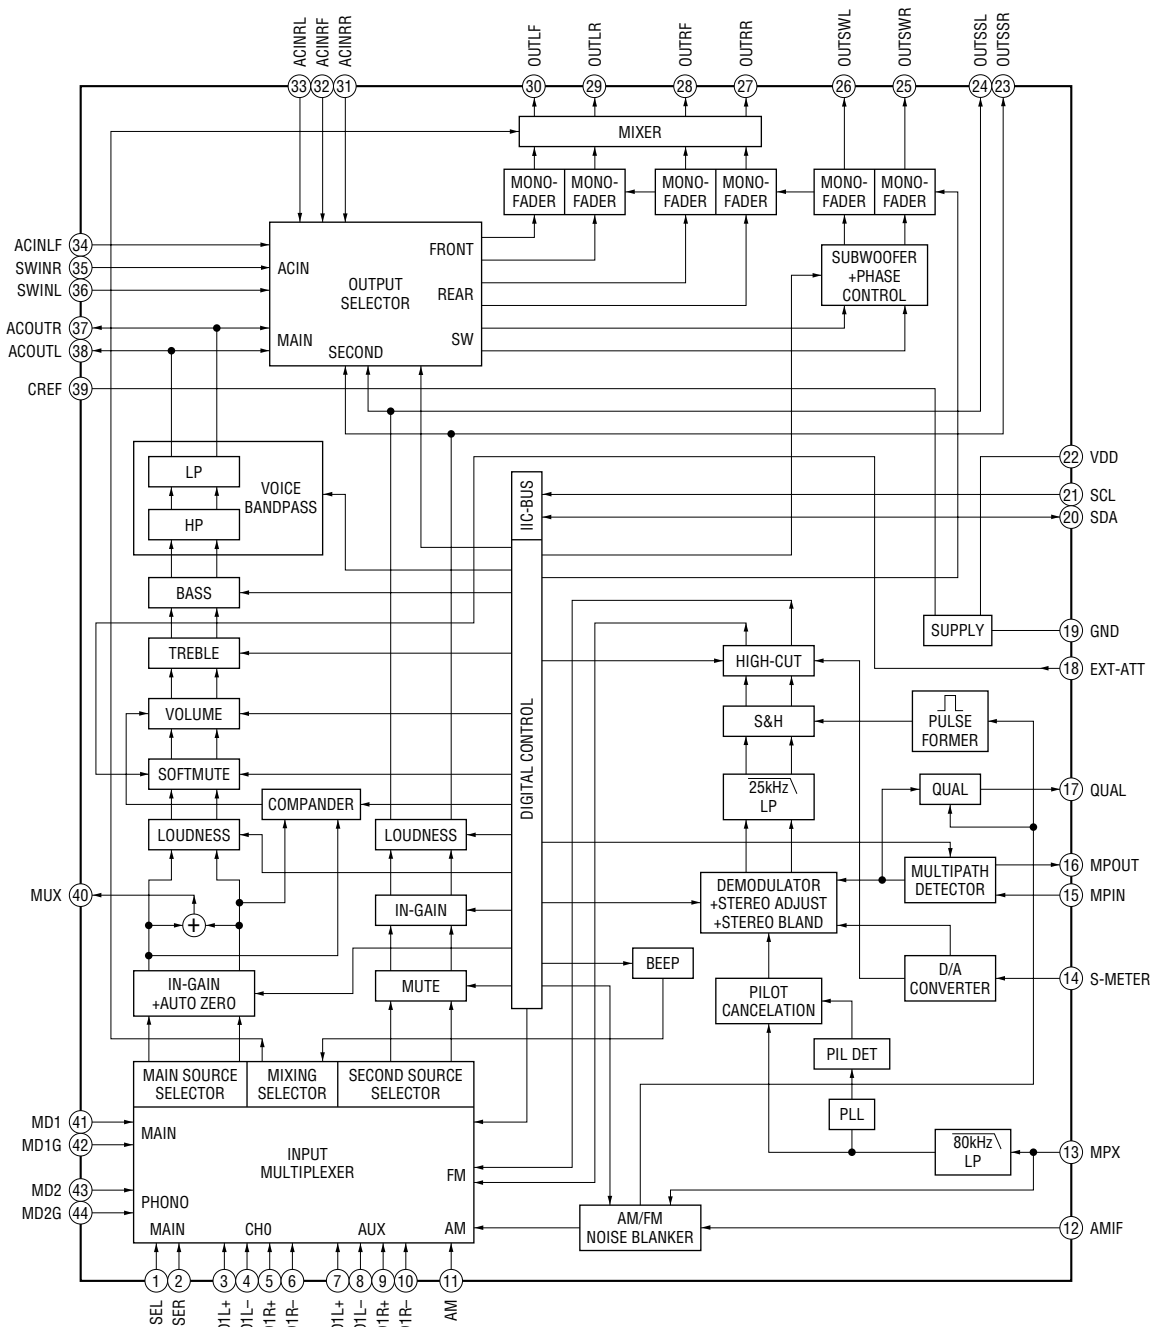 ACINRL
ACINRF
ACINRR
OUTLF
OUTLR
OUTRF
OUTRR
OUTSWL
OUTSWR
OUTSSL
OUTSSR
33 32 31 30 29 28 27 26 25 24 23
MIXER
MONO-
FADER
MONO-
FADER
MONO-
FADER
MONO-
FADER
MONO-
FADER
MONO-
FADER
ACINLF 34
SWINR 35
SWINL 36
ACOUTR 37
ACOUTL 38
CREF 39
ACIN
MAIN
SECOND
OUTPUT
SELECTOR
FRONT
REAR
SW
SUBWOOFER
+PHASE
CONTROL
LP
HP
VOICE
BANDPASS
BASS
TREBLE
VOLUME
SOFTMUTE
COMPANDER
LOUDNESS
LOUDNESS
IIC-BUS
DIGITAL CONTROL
22 VDD
21 SCL
20 SDA
SUPPLY
19 GND
18 EXT-ATT
HIGH-CUT
S&H
PULSE
FORMER
25kHz
LP
QUAL
17 QUAL
MULTIPATH
DETECTOR
16 MPOUT
15 MPIN
DEMODULATOR
+STEREO ADJUST
+STEREO BLAND
MUX 40
+
IN-GAIN
IN-GAIN
+AUTO ZERO
MUTE
BEEP
D/A
CONVERTER
14 S-METER
PILOT
CANCELATION
PIL DET
PLL
80kHz
LP
13 MPX
MAIN SOURCE
SELECTOR
MIXING
SELECTOR
SECOND SOURCE
SELECTOR
MD1 41
MD1G 42
MD2 43
MD2G 44
MAIN
INPUT
MULTIPLEXER
FM
PHONO
MAIN
CH0
AUX
AM
AM/FM
NOISE BLANKER
12 AMIF
1 2 3 4 5 6 7 8 9 10 11
SEL
SER
D1L+
D1L–
D1R+
D1R–
D1L+
D1L–
D1R+
D1R–
AM